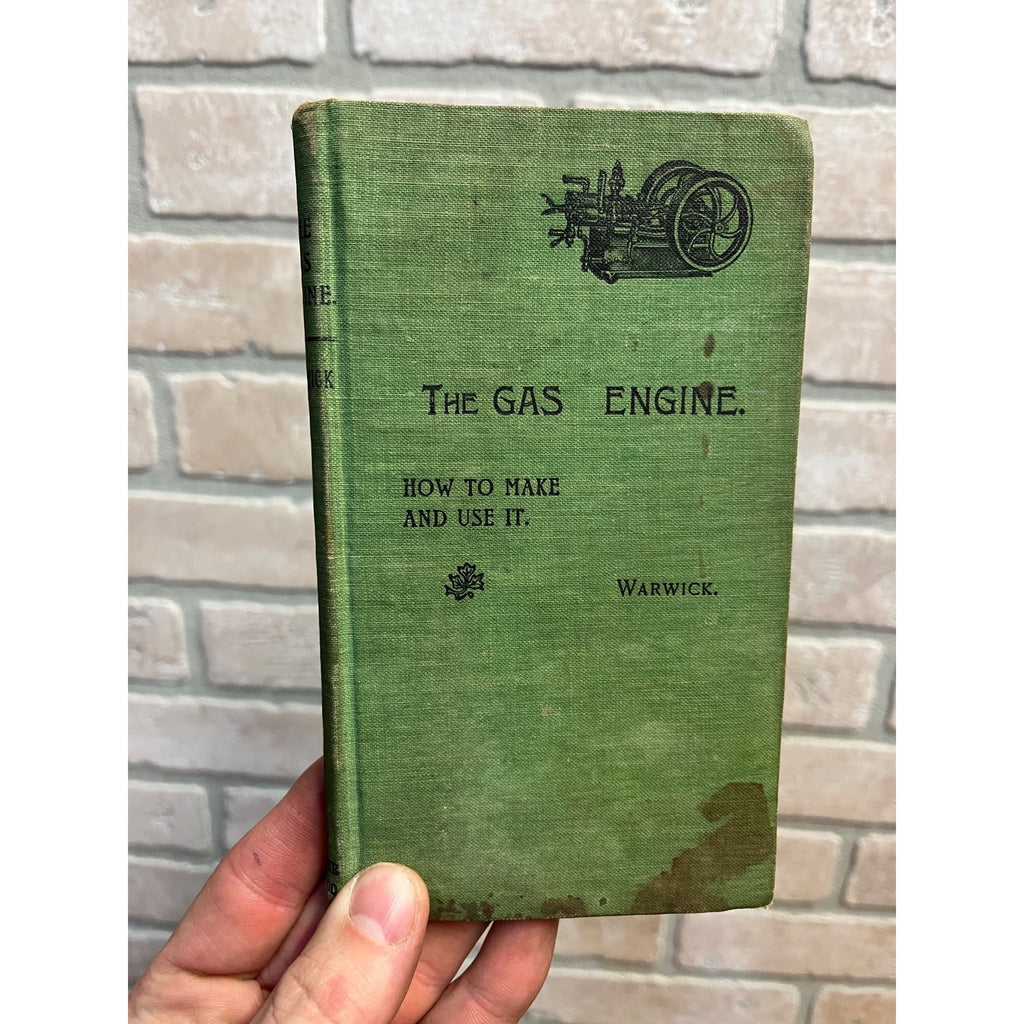 The GAS ENGINE.
HOW TO MAKE
AND USE IT.
WARWICK.